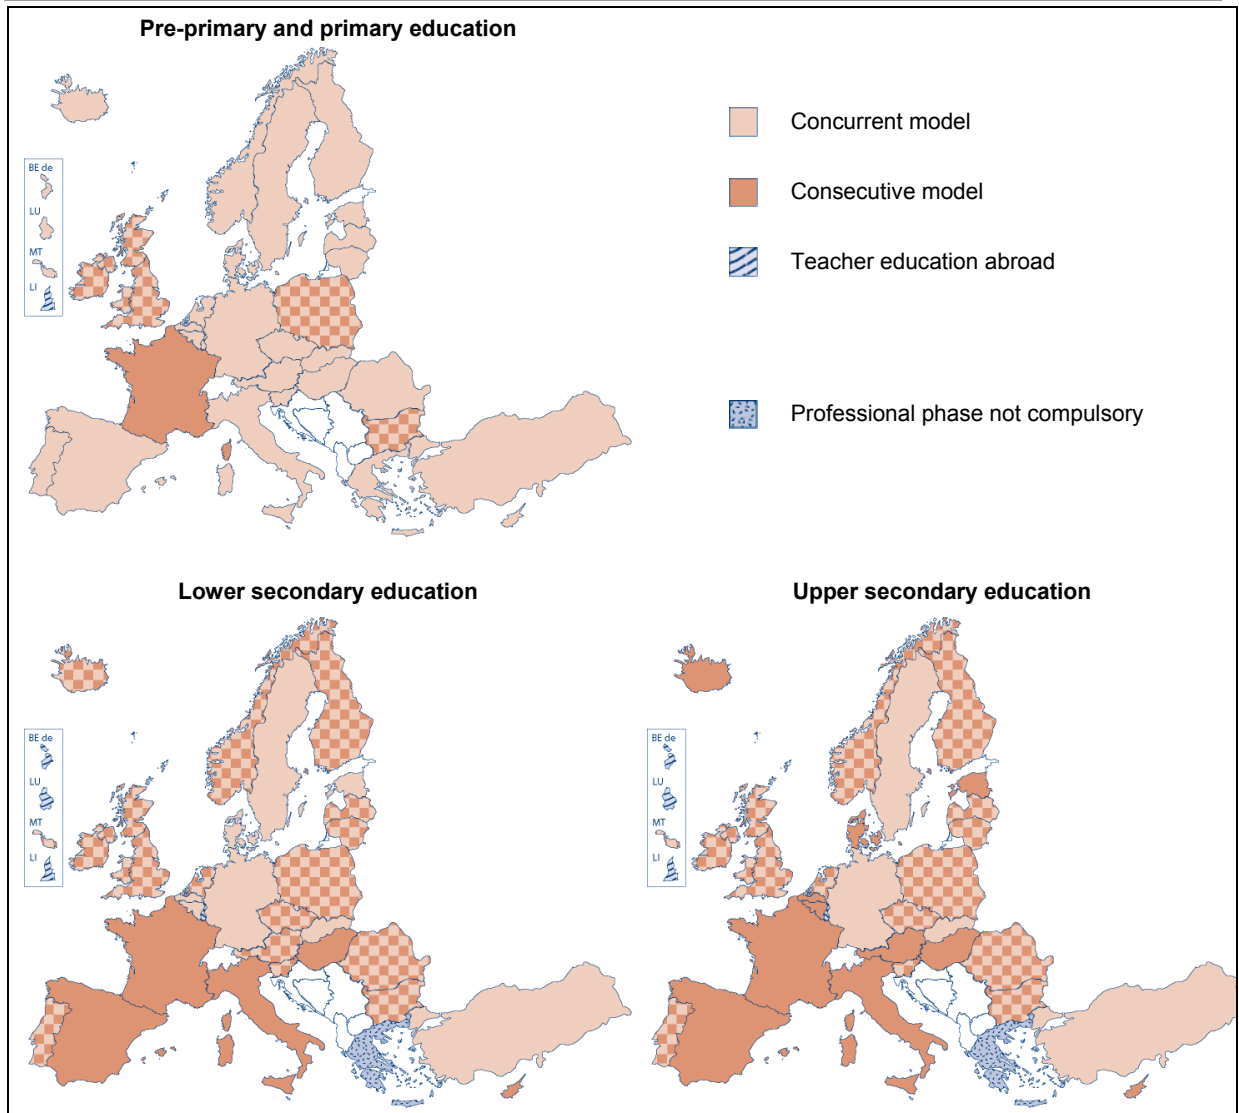 Pre-primary and primary education
Concurrent model
Consecutive model
Teacher education abroad
Professional phase not compulsory
BE de
LU
MT
LI
Lower secondary education
Upper secondary education
BE de
LU
MT
LI
BE de
LU
MT
LI